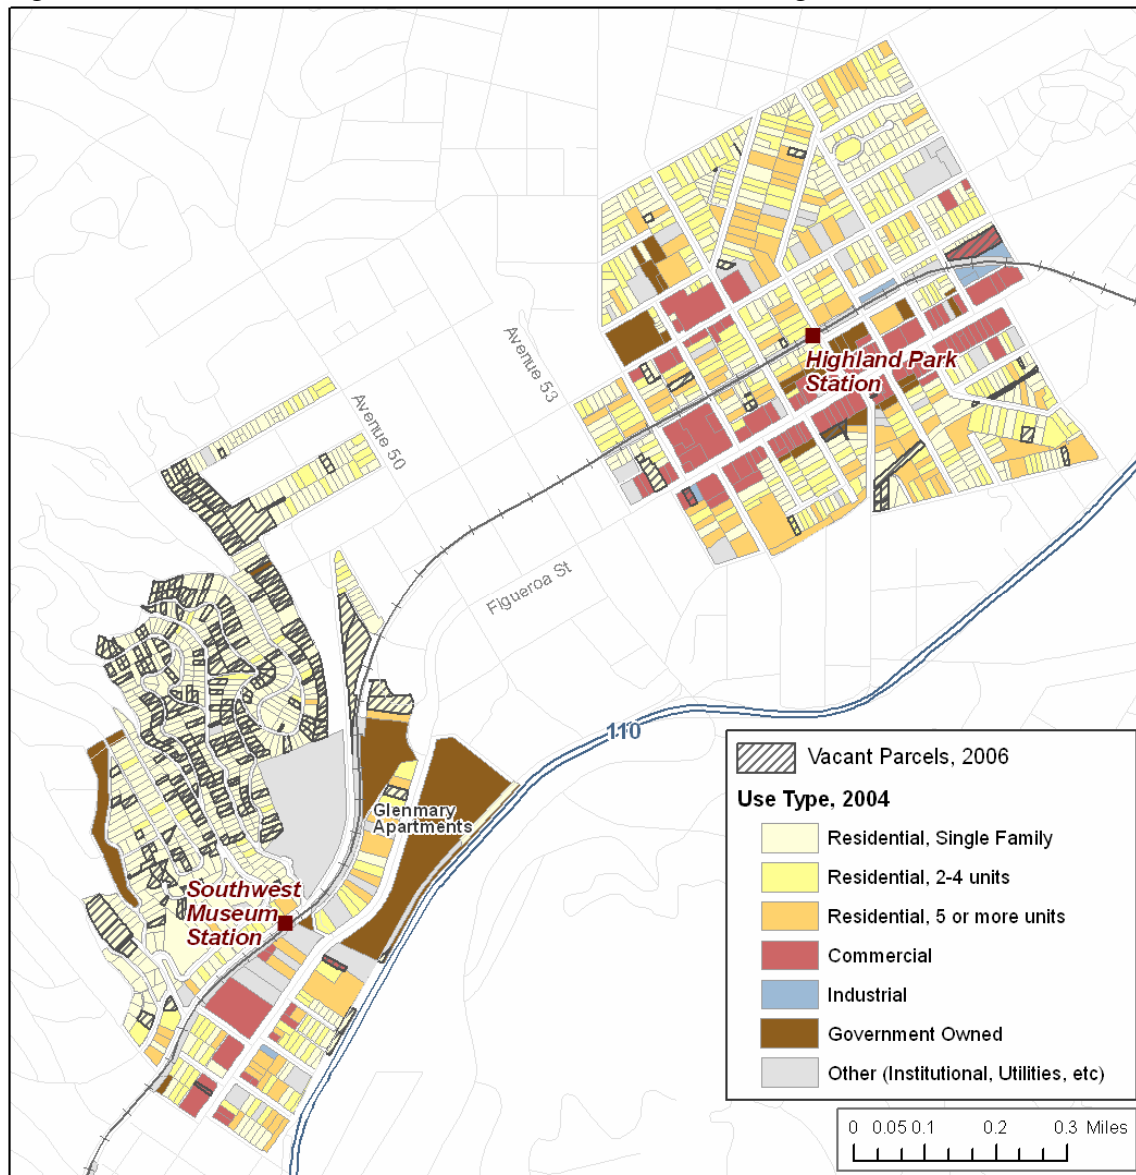 Avenue 53
Highland Park
Station
Avenue 50
Figueroa St
110
Glenmary
Apartments
Southwest
Museum
Station
Vacant Parcels, 2006
Use Type, 2004
Residential, Single Family
Residential, 2-4 units
Residential, 5 or more units
Commercial
Industrial
Government Owned
Other (Institutional, Utilities, etc)
0 0.05 0.1 0.2 0.3 Miles